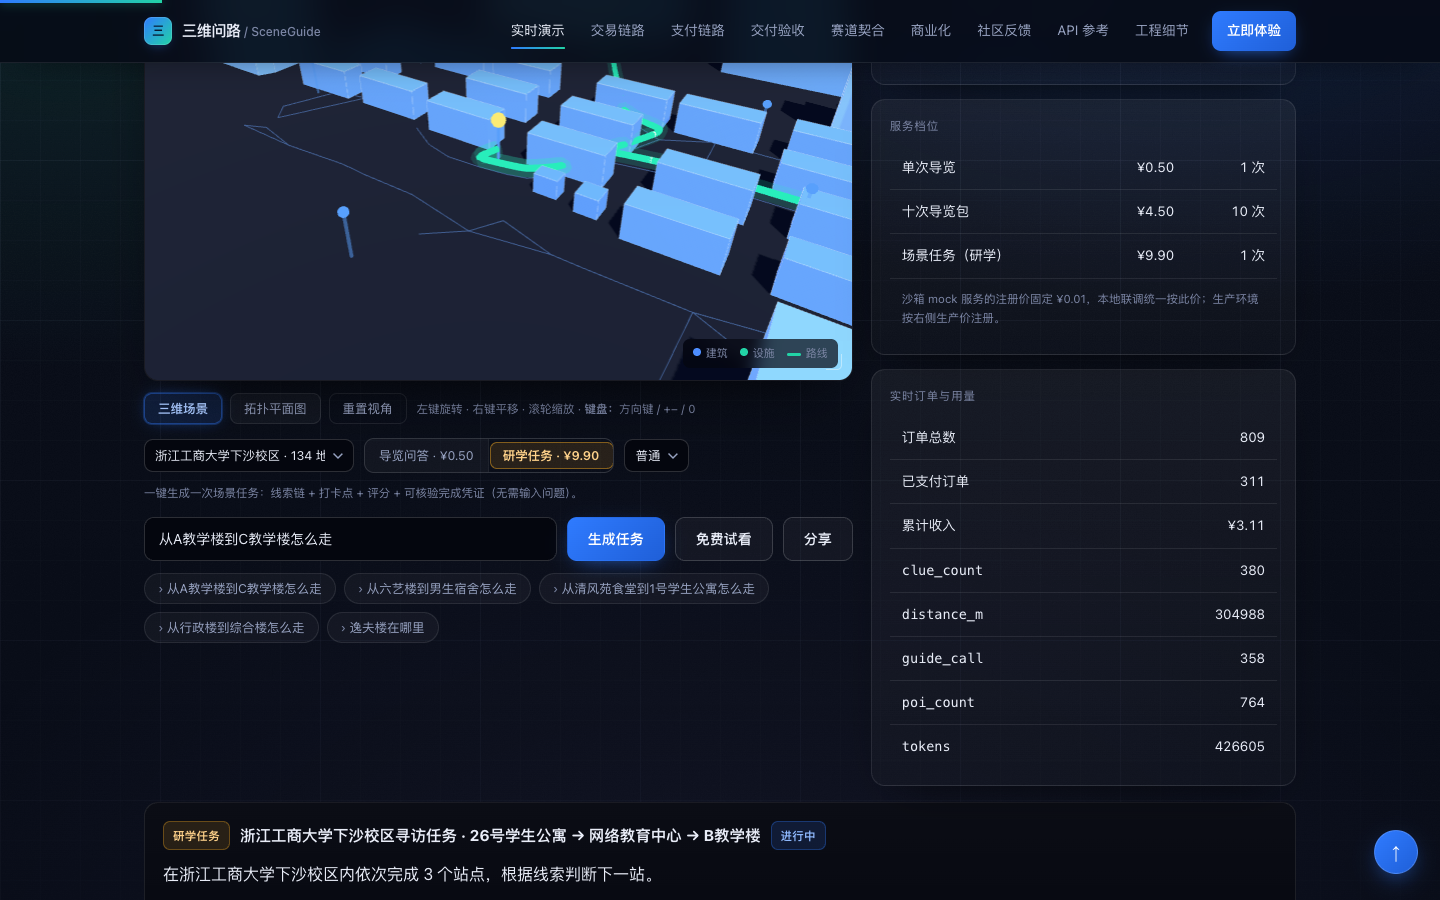 三 三维问路 / SceneGuide
实时演示 交易链路 支付链路 交付验收 赛道契合 商业化 社区反馈 API 参考 工程细节 立即体验
建筑 设施 路线
三维场景 拓扑平面图 重置视角 左键旋转 · 右键平移 · 滚轮缩放 · 键盘：方向键 / +− / 0
浙江工商大学下沙校区 · 134 地 导览问答 · ¥0.50 研学任务 · ¥9.90 普通
一键生成一次场景任务：线索链 + 打卡点 + 评分 + 可核验完成凭证（无需输入问题）。
从A教学楼到C教学楼怎么走 生成任务 免费试看 分享
› 从A教学楼到C教学楼怎么走 › 从六艺楼到男生宿舍怎么走 › 从清风苑食堂到1号学生公寓怎么走
› 从行政楼到综合楼怎么走 › 逸夫楼在哪里
服务档位
单次导览 ¥0.50 1 次
十次导览包 ¥4.50 10 次
场景任务（研学） ¥9.90 1 次
沙箱 mock 服务的注册价固定 ¥0.01，本地联调统一按此价；生产环境
按右侧生产价注册。
实时订单与用量
订单总数 809
已支付订单 311
累计收入 ¥3.11
clue_count 380
distance_m 304988
guide_call 358
poi_count 764
tokens 426605
研学任务 浙江工商大学下沙校区寻访任务 · 26号学生公寓 → 网络教育中心 → B教学楼 进行中
在浙江工商大学下沙校区内依次完成 3 个站点，根据线索判断下一站。
↑